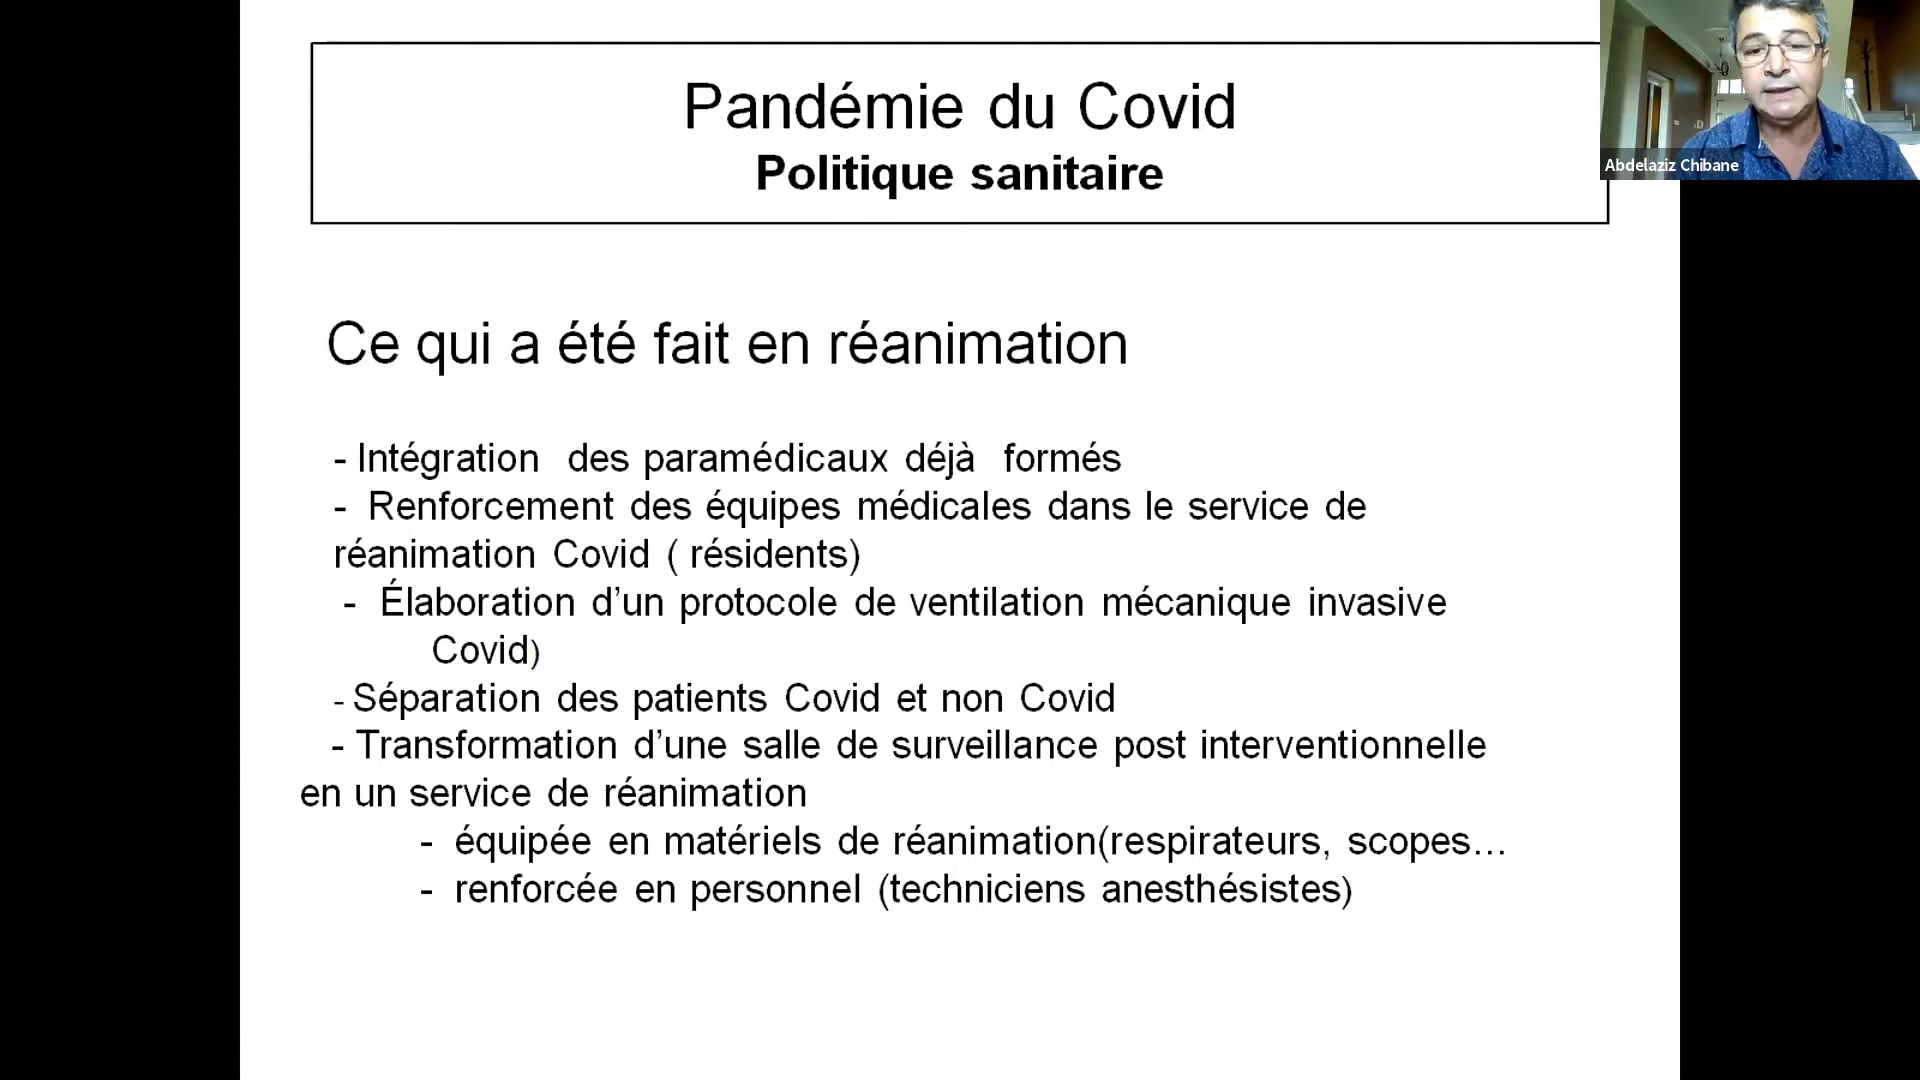 Pandémie du Covid
Politique sanitaire
Abdelaziz Chibane
Ce qui a été fait en réanimation
- Intégration des paramédicaux déjà formés
- Renforcement des équipes médicales dans le service de
réanimation Covid ( résidents)
- Élaboration d’un protocole de ventilation mécanique invasive
Covid)
- Séparation des patients Covid et non Covid
- Transformation d’une salle de surveillance post interventionnelle
en un service de réanimation
- équipée en matériels de réanimation(respirateurs, scopes...
- renforcée en personnel (techniciens anesthésistes)